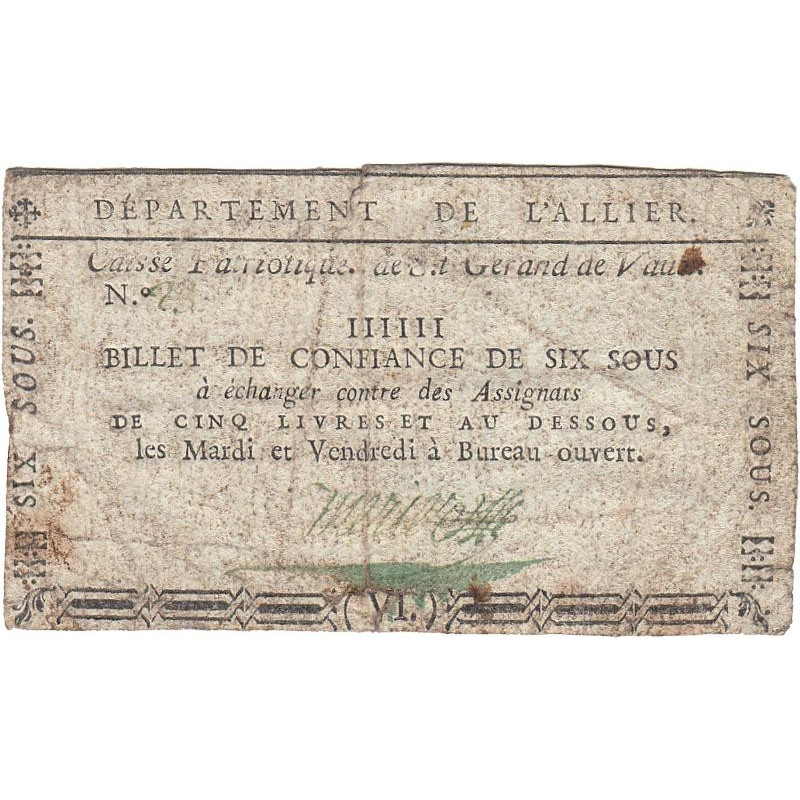 DÉPARTEMENT DE L'ALLIER.
Caisse Patriotique. de S.t Gerand de Vaux.
N.º
IIIIII
BILLET DE CONFIANCE DE SIX SOUS
à échanger contre des Assignats
DE CINQ LIVRES ET AU DESSOUS,
les Mardi et Vendredi à Bureau ouvert.
(VI.)
SIX SOUS.
SIX SOUS.